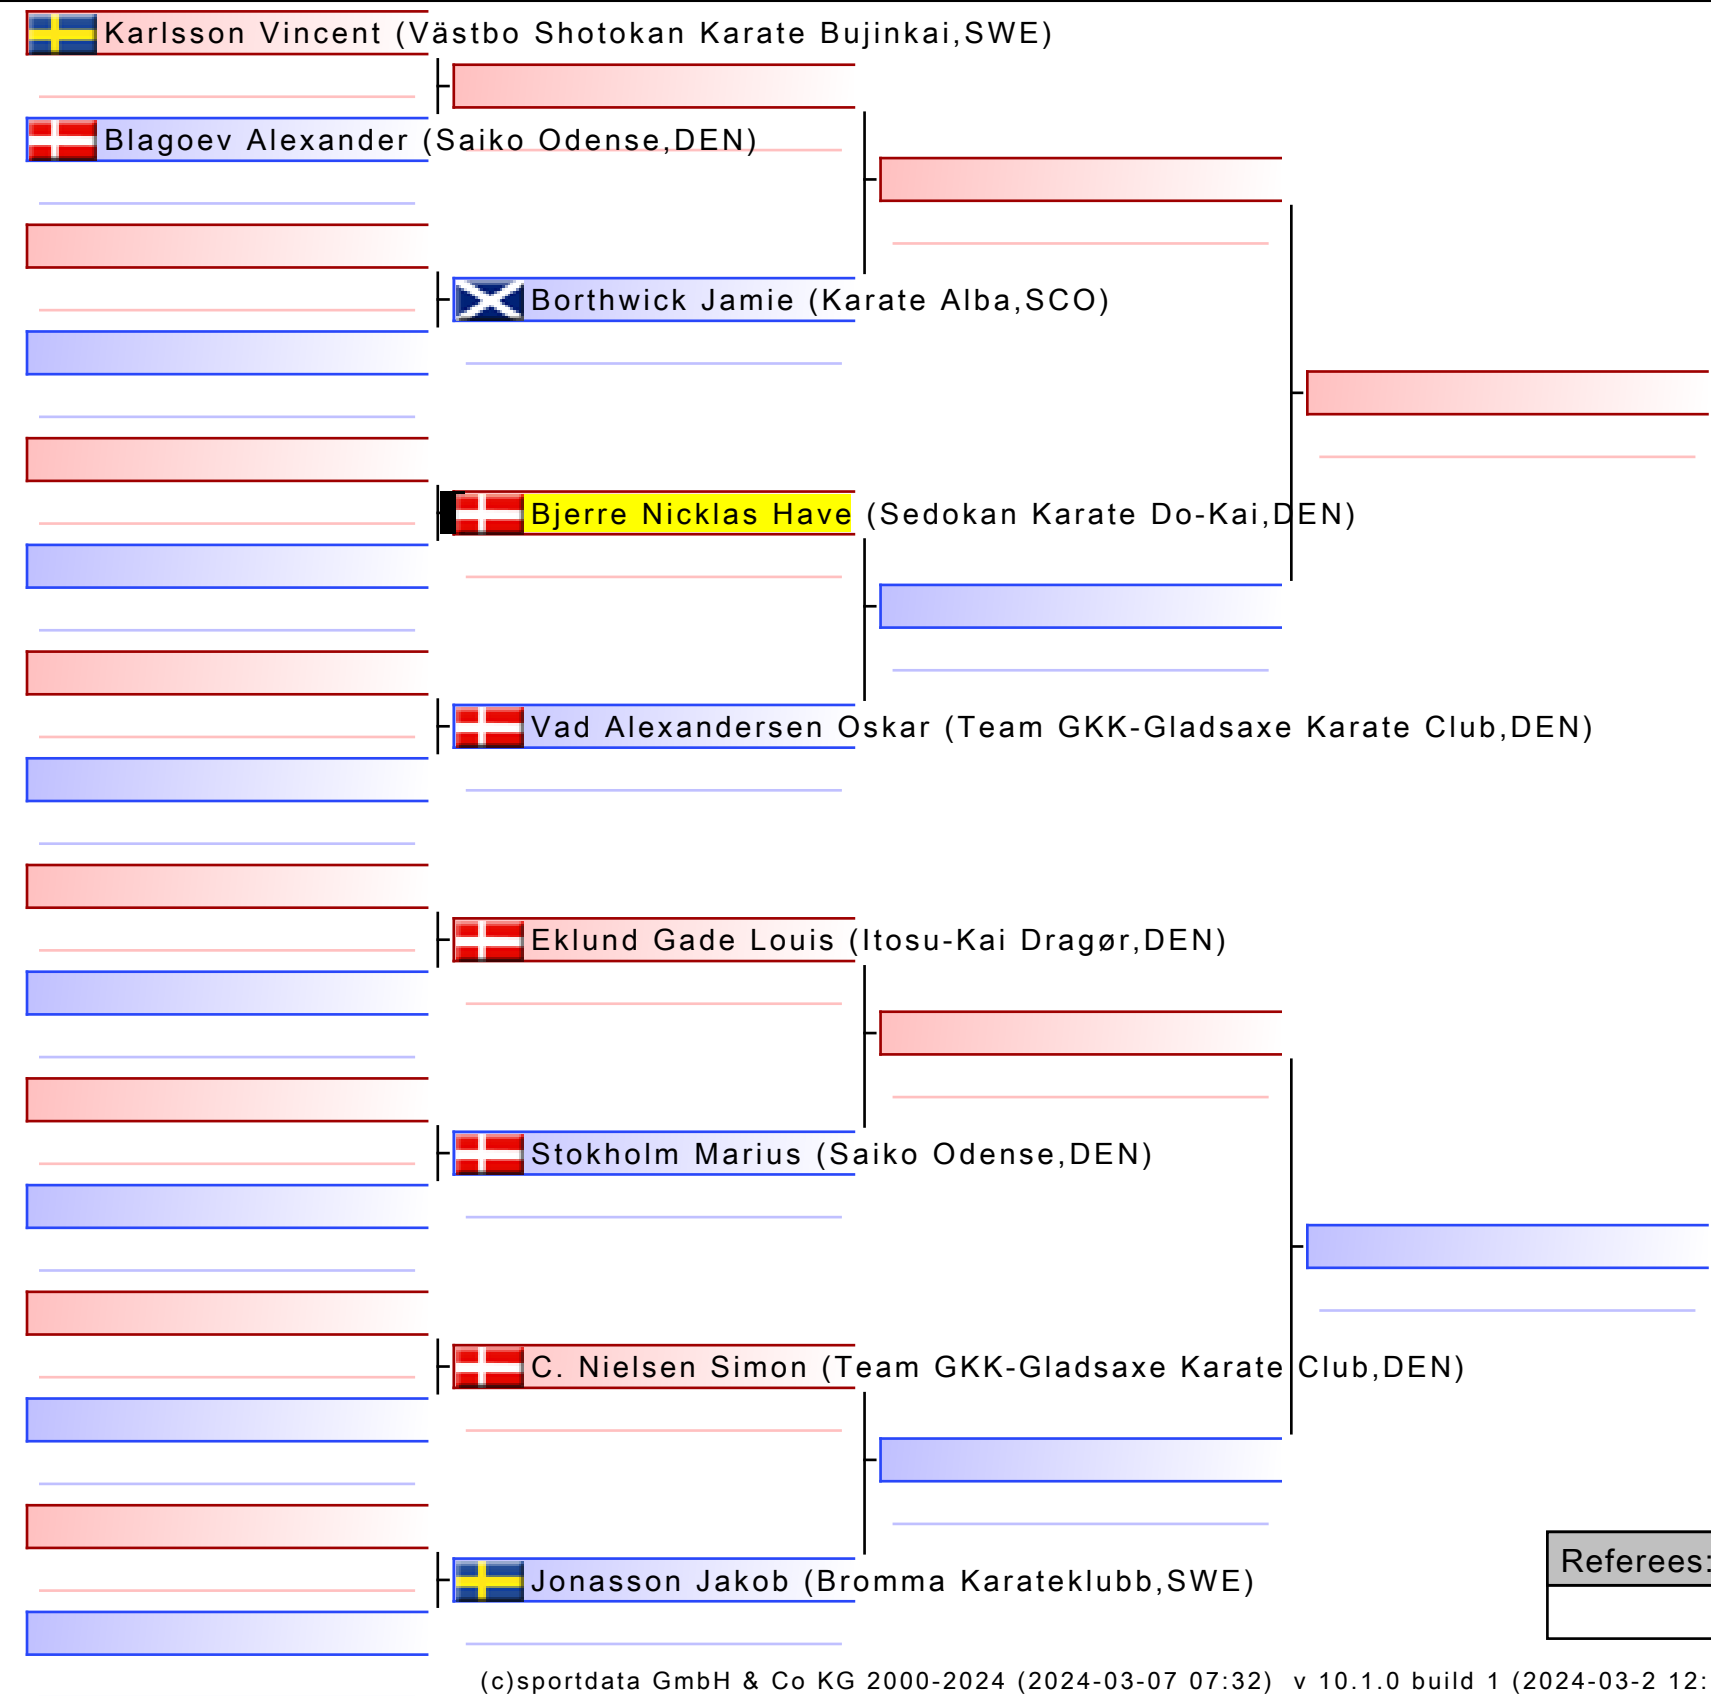 Karlsson Vincent (Västbo Shotokan Karate Bujinkai,SWE)
Blagoev Alexander (Saiko Odense,DEN)
Borthwick Jamie (Karate Alba,SCO)
Bjerre Nicklas Have (Sedokan Karate Do-Kai,DEN)
Vad Alexandersen Oskar (Team GKK-Gladsaxe Karate Club,DEN)
Eklund Gade Louis (Itosu-Kai Dragør,DEN)
Stokholm Marius (Saiko Odense,DEN)
C. Nielsen Simon (Team GKK-Gladsaxe Karate Club,DEN)
Jonasson Jakob (Bromma Karateklubb,SWE)
Referees:
(c)sportdata GmbH & Co KG 2000-2024 (2024-03-07 07:32) v 10.1.0 build 1 (2024-03-2 12: